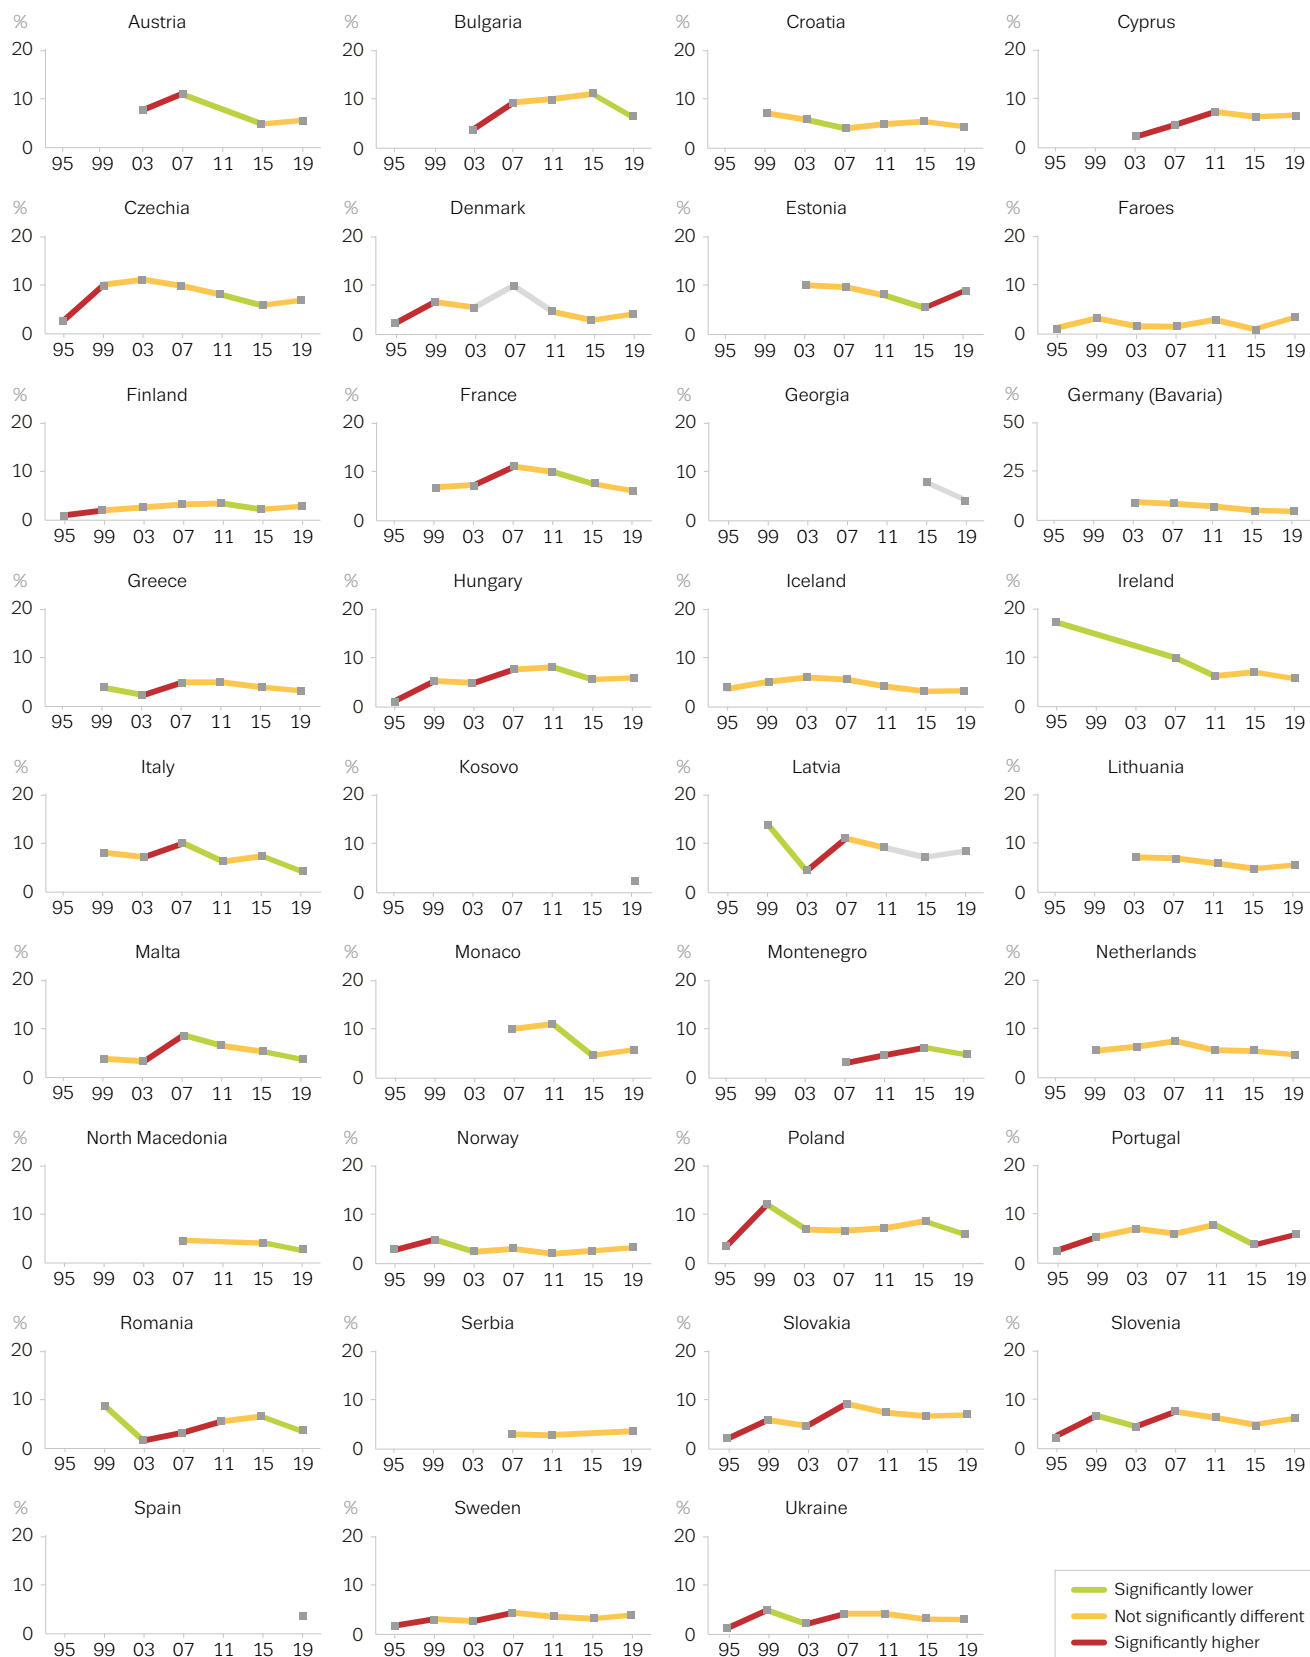 % Austria % Bulgaria % Croatia % Cyprus
20 20 20 20
10 10 10 10
0 0 0 0
95 99 03 07 11 15 19 95 99 03 07 11 15 19 95 99 03 07 11 15 19 95 99 03 07 11 15 19
% Czechia % Denmark % Estonia % Faroes
20 20 20 20
10 10 10 10
0 0 0 0
95 99 03 07 11 15 19 95 99 03 07 11 15 19 95 99 03 07 11 15 19 95 99 03 07 11 15 19
% Finland % France % Georgia % Germany (Bavaria)
20 20 20 50
10 10 10 25
0 0 0 0
95 99 03 07 11 15 19 95 99 03 07 11 15 19 95 99 03 07 11 15 19 95 99 03 07 11 15 19
% Greece % Hungary % Iceland % Ireland
20 20 20 20
10 10 10 10
0 0 0 0
95 99 03 07 11 15 19 95 99 03 07 11 15 19 95 99 03 07 11 15 19 95 99 03 07 11 15 19
% Italy % Kosovo % Latvia % Lithuania
20 20 20 20
10 10 10 10
0 0 0 0
95 99 03 07 11 15 19 95 99 03 07 11 15 19 95 99 03 07 11 15 19 95 99 03 07 11 15 19
% Malta % Monaco % Montenegro % Netherlands
20 20 20 20
10 10 10 10
0 0 0 0
95 99 03 07 11 15 19 95 99 03 07 11 15 19 95 99 03 07 11 15 19 95 99 03 07 11 15 19
% North Macedonia % Norway % Poland % Portugal
20 20 20 20
10 10 10 10
0 0 0 0
95 99 03 07 11 15 19 95 99 03 07 11 15 19 95 99 03 07 11 15 19 95 99 03 07 11 15 19
% Romania % Serbia % Slovakia % Slovenia
20 20 20 20
10 10 10 10
0 0 0 0
95 99 03 07 11 15 19 95 99 03 07 11 15 19 95 99 03 07 11 15 19 95 99 03 07 11 15 19
% Spain % Sweden % Ukraine
20 20 20
10 10 10
0 0 0
95 99 03 07 11 15 19 95 99 03 07 11 15 19 95 99 03 07 11 15 19
Significantly lower
Not significantly different
Significantly higher